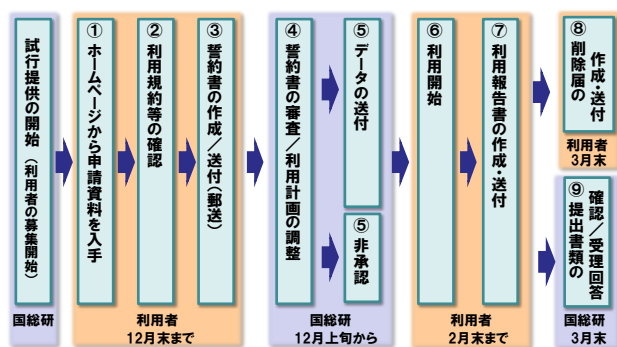 試行提供の開始（利用者の募集開始）
国総研
①ホームページから申請資料を入手
②利用規約等の確認
③誓約書の作成／送付（郵送）
利用者
12月末まで
④誓約書の審査／利用計画の調整
⑤データの送付
⑤非承認
国総研
12月上旬から
⑥利用開始
⑦利用報告書の作成・送付
利用者
2月末まで
⑧削除届の
作成・送付
利用者
3月末
⑨提出書類の
確認／受理回答
国総研
3月末